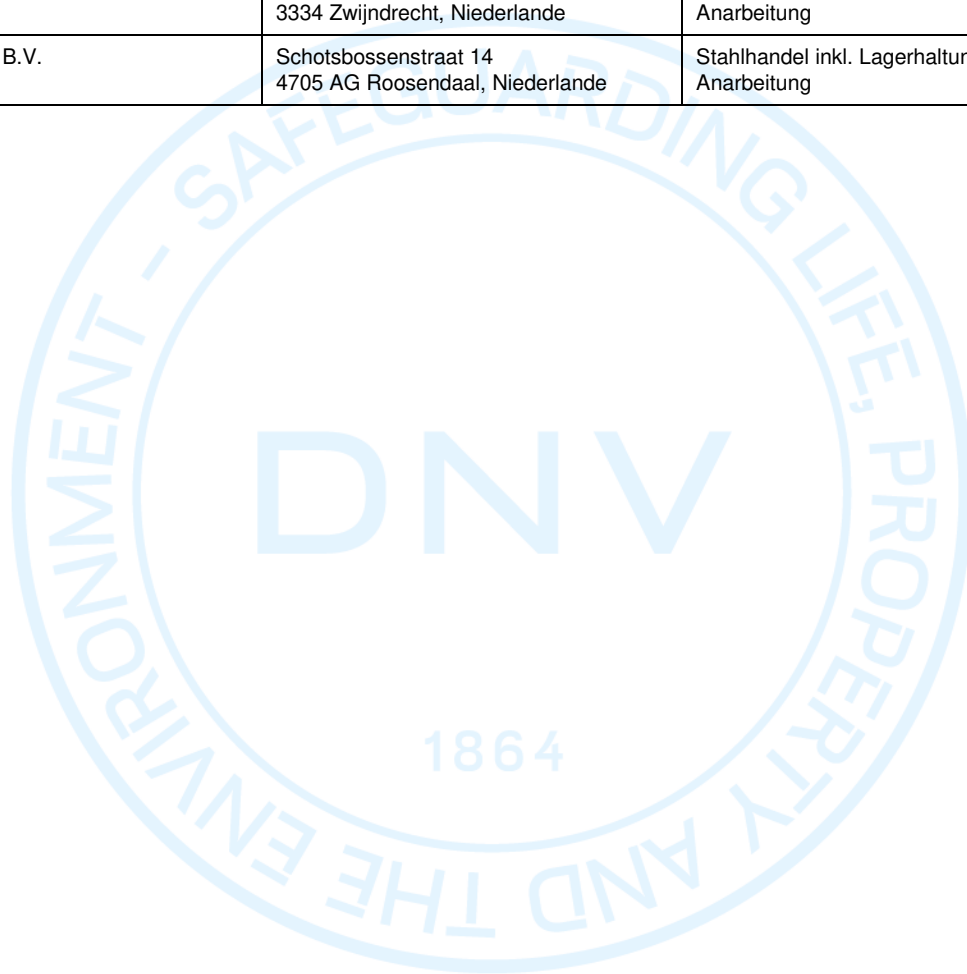 3334 Zwijndrecht, Niederlande
Anarbeitung
B.V.
Schotsbossenstraat 14
4705 AG Roosendaal, Niederlande
Stahlhandel inkl.
Anarbeitung
SAFEGUARDING LIFE, PROPERTY AND THE ENVIRONMENT -
DNV
1864